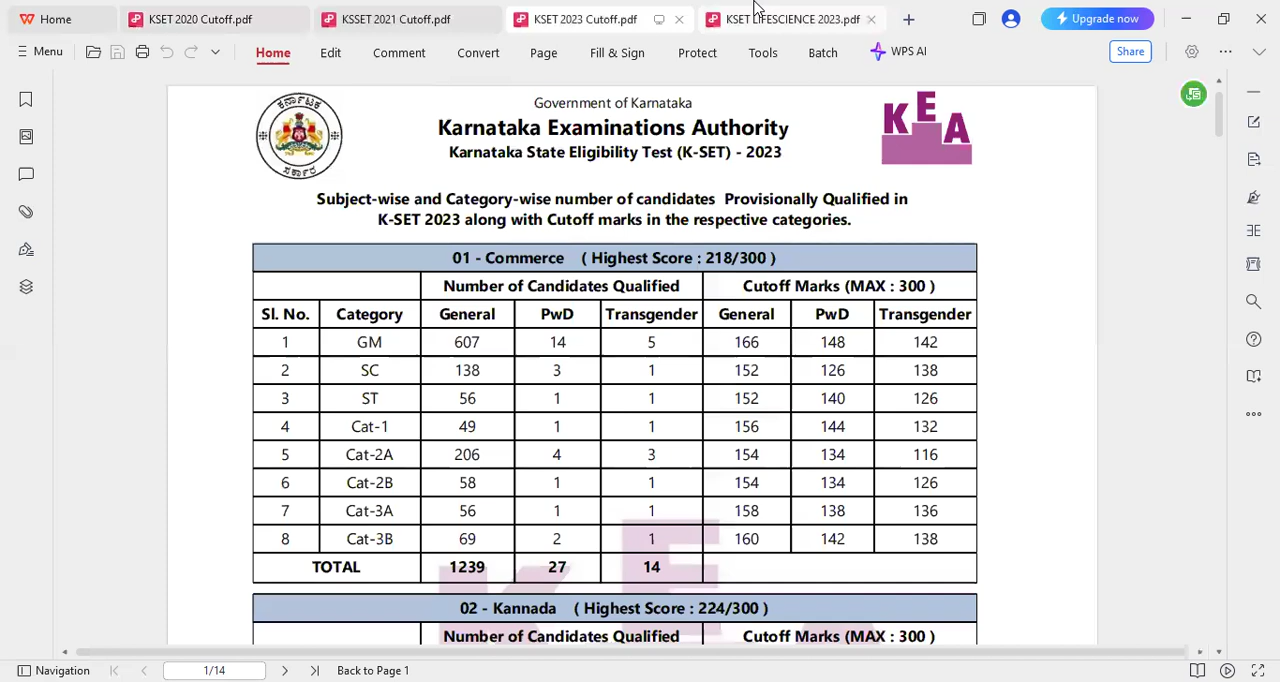 Home KSET 2020 Cutoff.pdf KSSET 2021 Cutoff.pdf KSET 2023 Cutoff.pdf KSET LIFESCIENCE 2023.pdf Upgrade now
Menu Home Edit Comment Convert Page Fill & Sign Protect Tools Batch WPS AI Share
ಕರ್ನಾಟಕ
ಸರ್ಕಾರ
Government of Karnataka
Karnataka Examinations Authority
Karnataka State Eligibility Test (K-SET) - 2023
KEA
Subject-wise and Category-wise number of candidates Provisionally Qualified in
K-SET 2023 along with Cutoff marks in the respective categories.
01 - Commerce ( Highest Score : 218/300 )
Number of Candidates Qualified Cutoff Marks (MAX : 300 )
Sl. No. Category General PwD Transgender General PwD Transgender
1 GM 607 14 5 166 148 142
2 SC 138 3 1 152 126 138
3 ST 56 1 1 152 140 126
4 Cat-1 49 1 1 156 144 132
5 Cat-2A 206 4 3 154 134 116
6 Cat-2B 58 1 1 154 134 126
7 Cat-3A 56 1 1 158 138 136
8 Cat-3B 69 2 1 160 142 138
TOTAL 1239 27 14
02 - Kannada ( Highest Score : 224/300 )
Number of Candidates Qualified Cutoff Marks (MAX : 300 )
Navigation 1/14 Back to Page 1